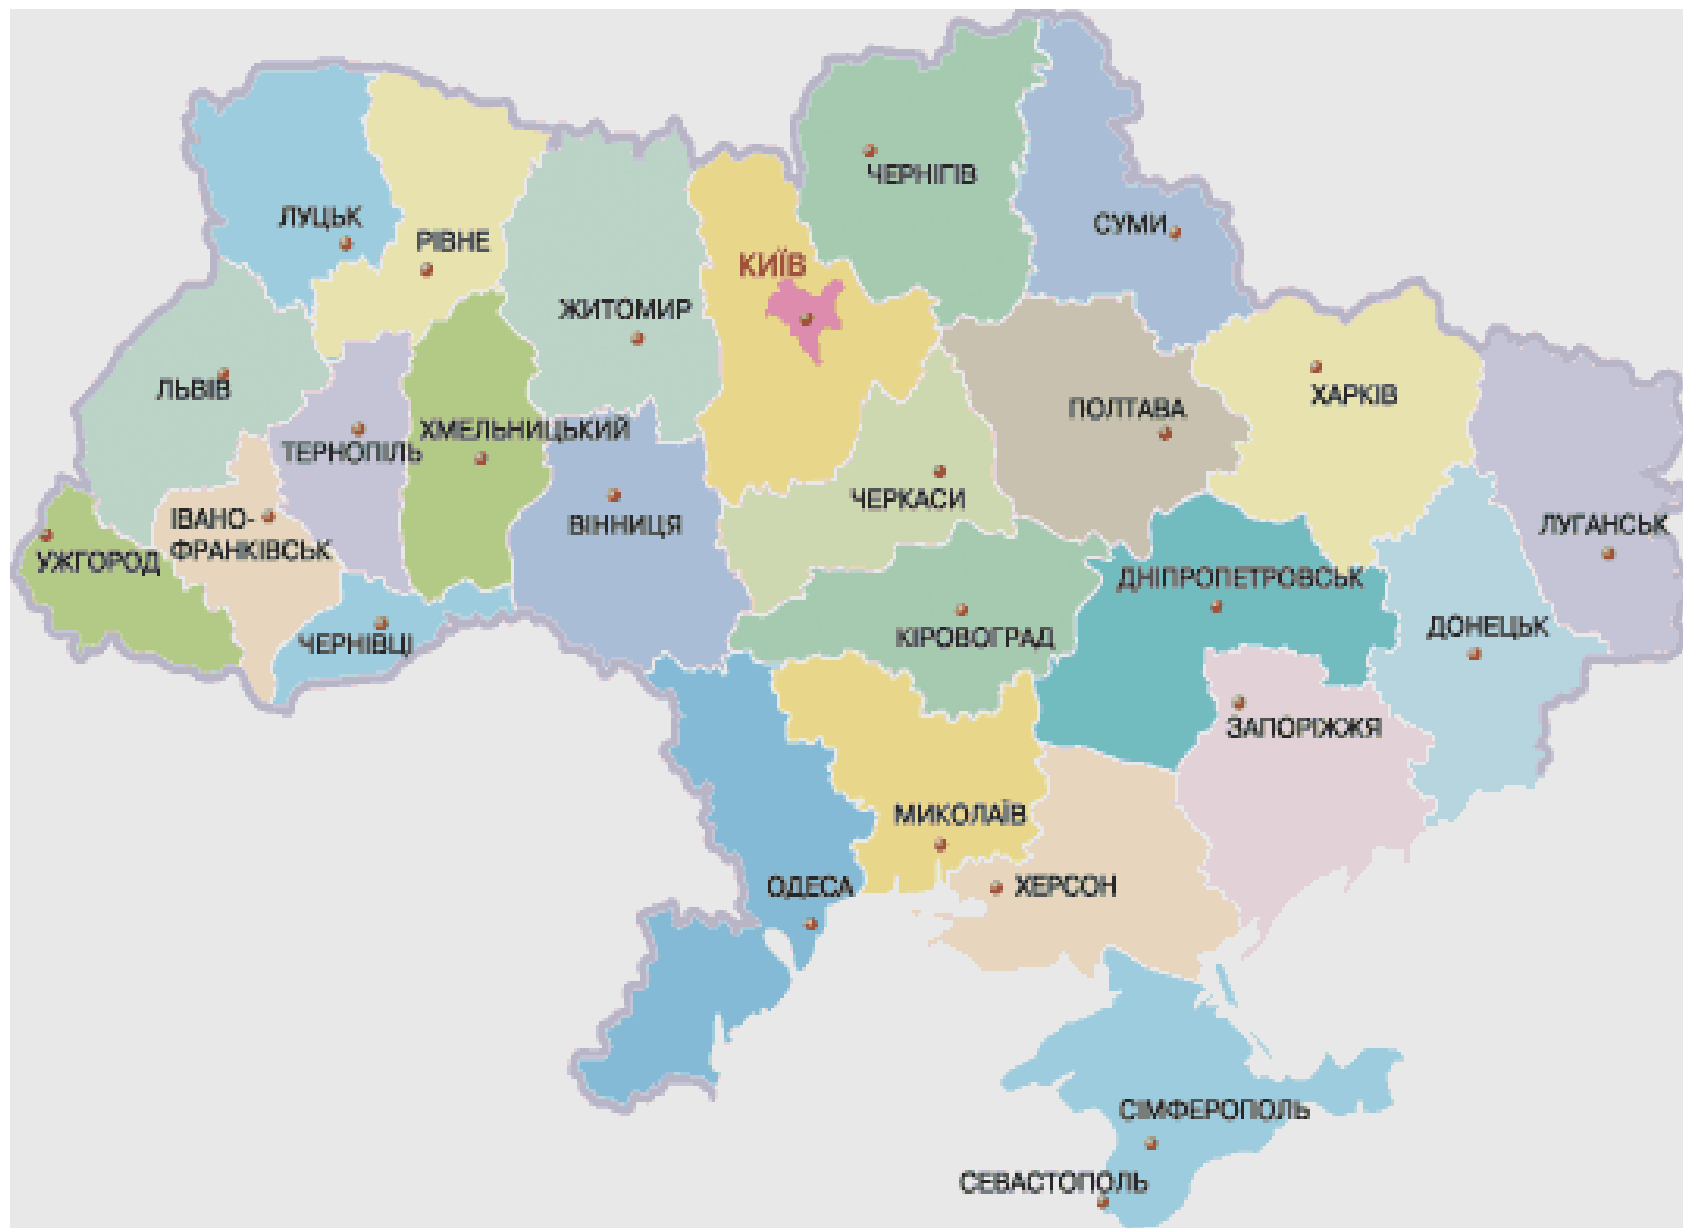 ЧЕРНІГІВ
ЛУЦЬК
СУМИ
РІВНЕ
КИЇВ
ЖИТОМИР
ЛЬВІВ
ХАРКІВ
ПОЛТАВА
ХМЕЛЬНИЦЬКИЙ
ТЕРНОПІЛЬ
ЧЕРКАСИ
ІВАНО-
ФРАНКІВСЬК
ВІННИЦЯ
ЛУГАНСЬК
УЖГОРОД
ДНІПРОПЕТРОВСЬК
ДОНЕЦЬК
КІРОВОГРАД
ЧЕРНІВЦІ
ЗАПОРІЖЖЯ
МИКОЛАЇВ
ОДЕСА
ХЕРСОН
СІМФЕРОПОЛЬ
СЕВАСТОПОЛЬ